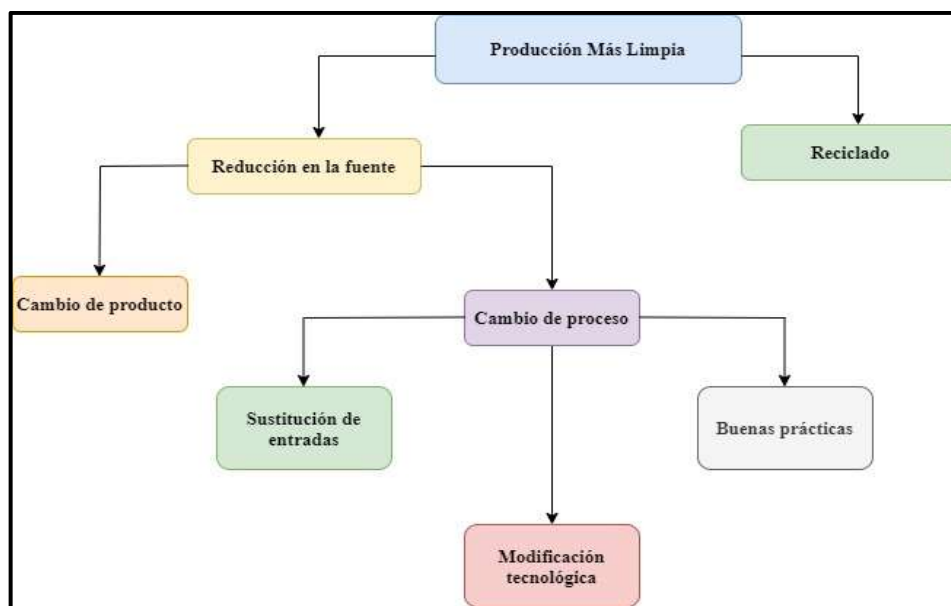 Producción Más Limpia
Reciclado
Reducción en la fuente
Cambio de producto
Cambio de proceso
Sustitución de
entradas
Buenas prácticas
Modificación
tecnológica